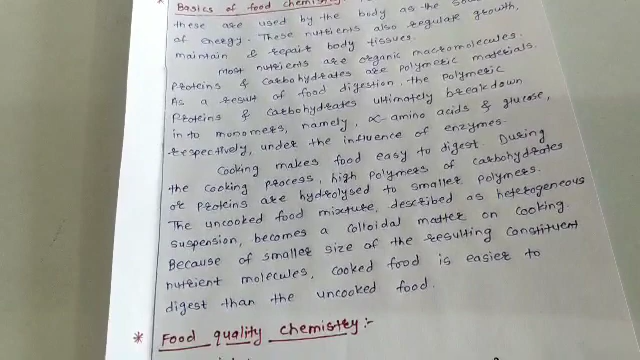 * Basics of food chemistry
these are used by the body as the
of energy. These nutrients also regulate growth,
maintain & repair body tissues.
Most nutrients are organic macromolecules.
Proteins & carbohydrates are polymeric materials.
As a result of food digestion, the polymeric
Proteins & carbohydrates ultimately breakdown
in to monomers, namely, α-amino acids & glucose,
respectively, under the influence of enzymes.
Cooking makes food easy to digest. During
the cooking process, high polymers of carbohydrates
or proteins are hydrolysed to smaller polymers.
The uncooked food mixture, described as heterogeneous
suspension, becomes a colloidal matter on cooking.
Because of smaller size of the resulting constituent
nutrient molecules, cooked food is easier to
digest than the uncooked food.
* Food quality chemistry:-